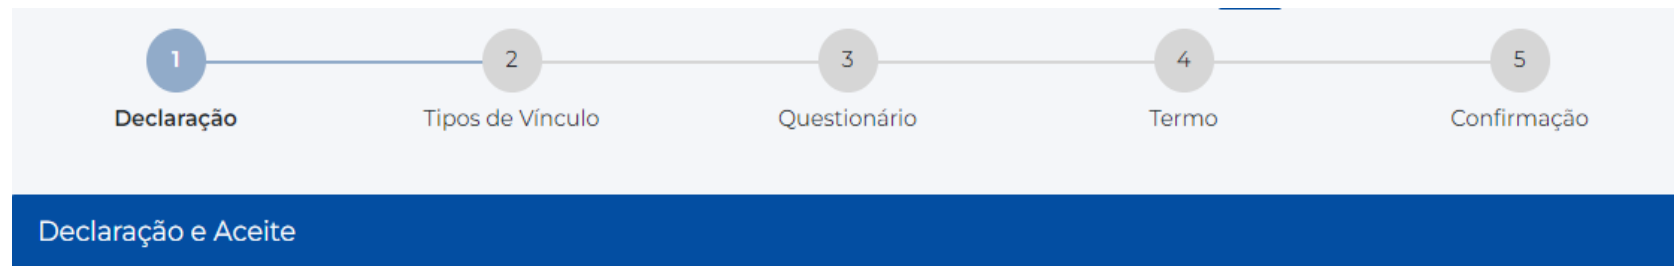 1
2
3
4
5
Declaração
Tipos de Vínculo
Questionário
Termo
Confirmação
Declaração e Aceite